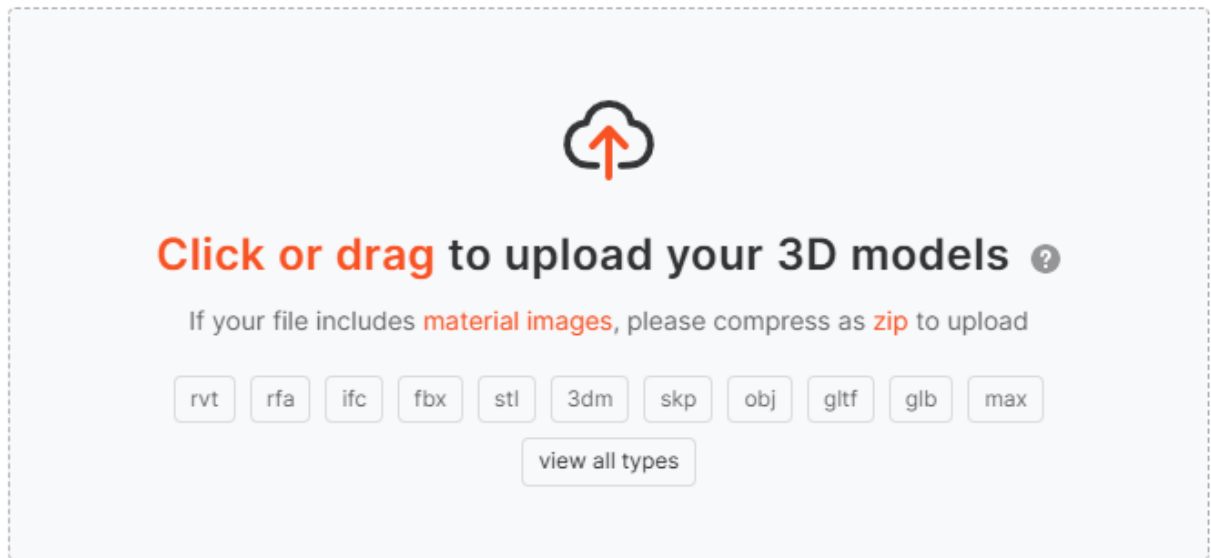 Click or drag to upload your 3D models ?
If your file includes material images, please compress as zip to upload
rvt rfa ifc fbx stl 3dm skp obj gltf glb max
view all types